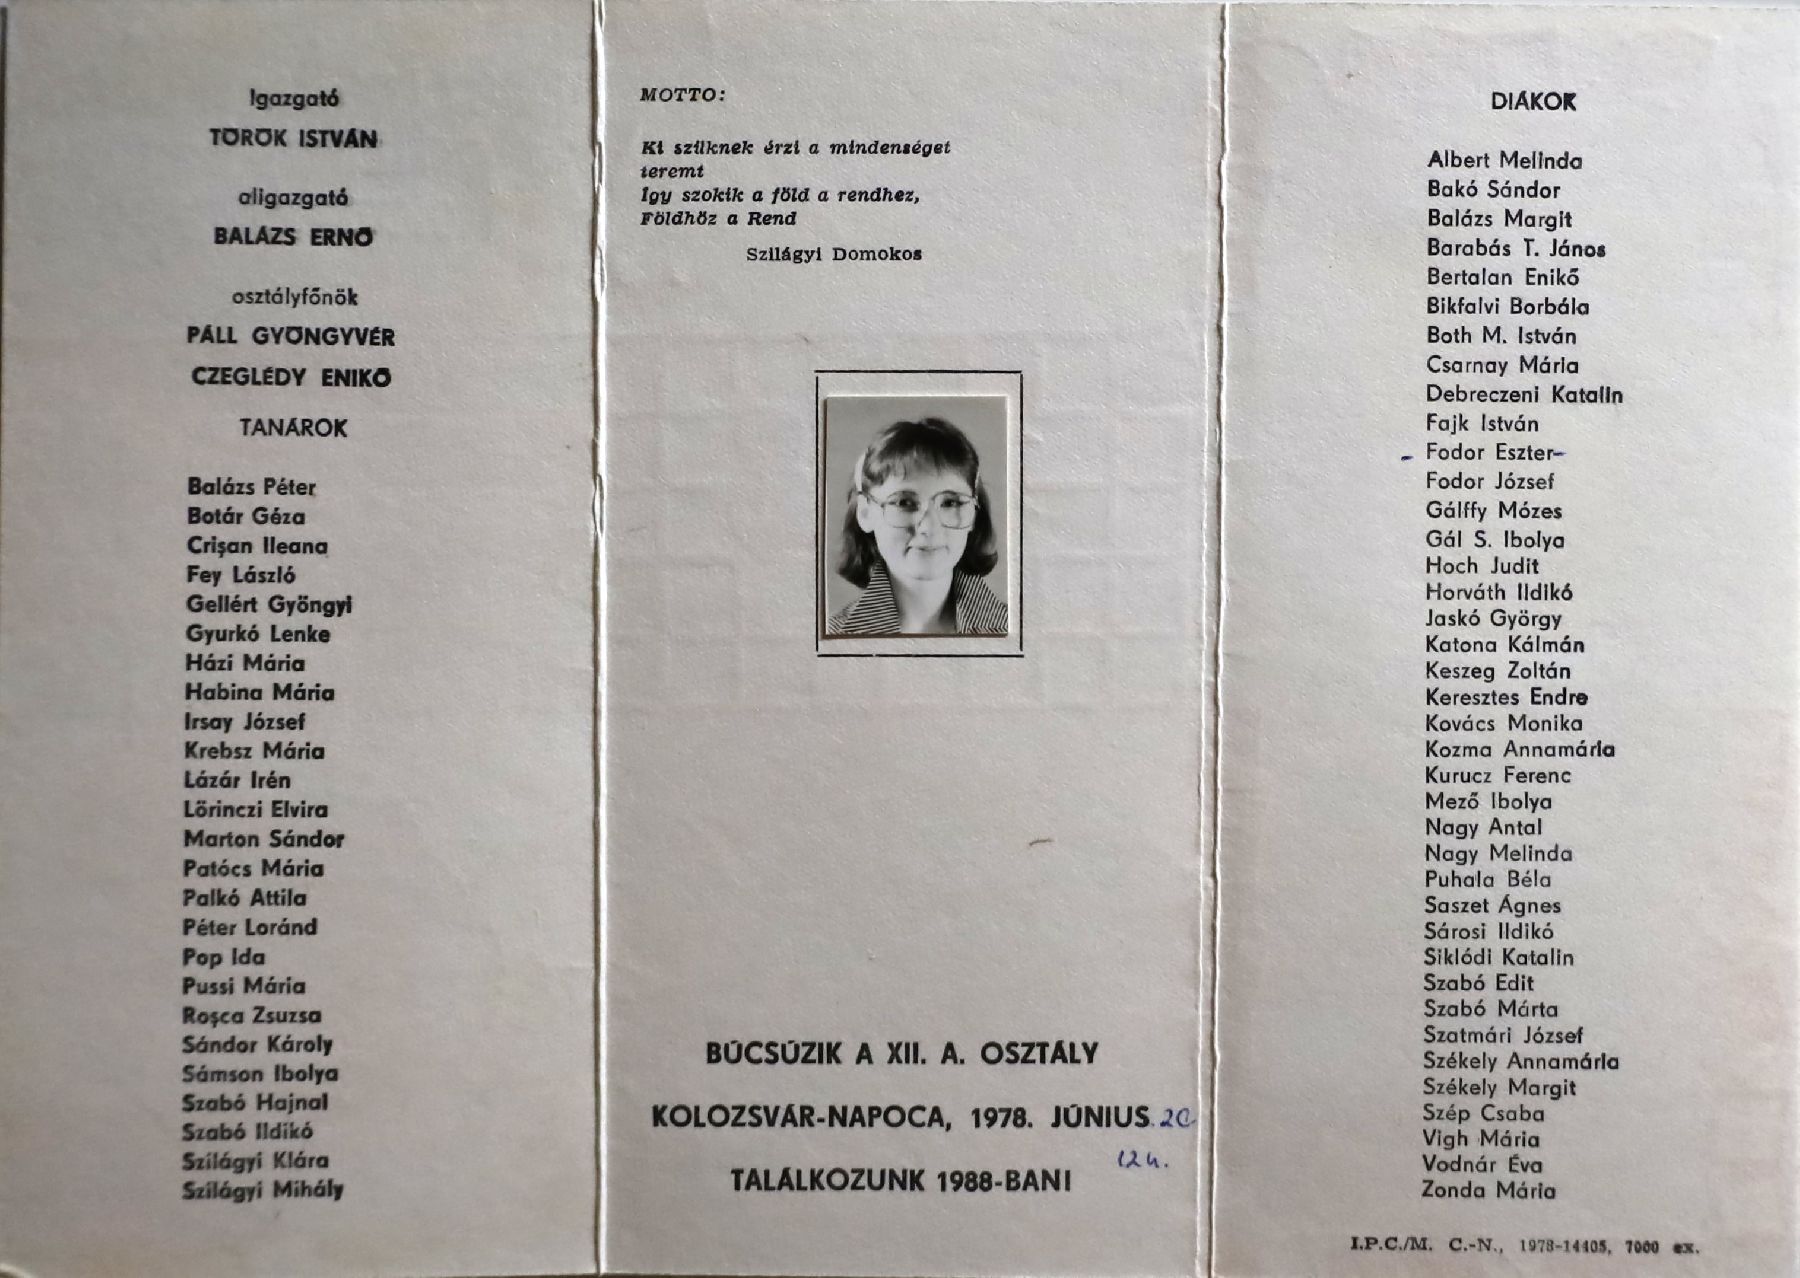 Igazgató
TÖRÖK ISTVÁN
aligazgató
BALÁZS ERNŐ
osztályfőnök
PÁLL GYÖNGYVÉR
CZEGLÉDY ENIKŐ
TANÁROK
Balázs Péter
Botár Géza
Crişan Ileana
Fey László
Gellért Gyöngyi
Gyurkó Lenke
Házi Mária
Habina Mária
Irsay József
Krebsz Mária
Lázár Irén
Lőrinczi Elvira
Marton Sándor
Patócs Mária
Palkó Attila
Péter Loránd
Pop Ida
Pussi Mária
Roşca Zsuzsa
Sándor Károly
Sámson Ibolya
Szabó Hajnal
Szabó Ildikó
Szilágyi Klára
Szilágyi Mihály
MOTTO:
Ki szűknek érzi a mindenséget
teremt
Igy szokik a föld a rendhez,
Földhöz a Rend
Szilágyi Domokos
BÚCSÚZIK A XII. A. OSZTÁLY
KOLOZSVÁR-NAPOCA, 1978. JÚNIUS. 20
12 h.
TALÁLKOZUNK 1988-BAN!
DIÁKOK
Albert Melinda
Bakó Sándor
Balázs Margit
Barabás T. János
Bertalan Enikő
Bikfalvi Borbála
Both M. István
Csarnay Mária
Debreczeni Katalin
Fajk István
- Fodor Eszter-
Fodor József
Gálffy Mózes
Gál S. Ibolya
Hoch Judit
Horváth Ildikó
Jaskó György
Katona Kálmán
Keszeg Zoltán
Keresztes Endre
Kovács Monika
Kozma Annamária
Kurucz Ferenc
Mező Ibolya
Nagy Antal
Nagy Melinda
Puhala Béla
Saszet Ágnes
Sárosi Ildikó
Siklódi Katalin
Szabó Edit
Szabó Márta
Szatmári József
Székely Annamária
Székely Margit
Szép Csaba
Vigh Mária
Vodnár Éva
Zonda Mária
I.P.C./M. C.-N., 1978-14405, 7000 ex.